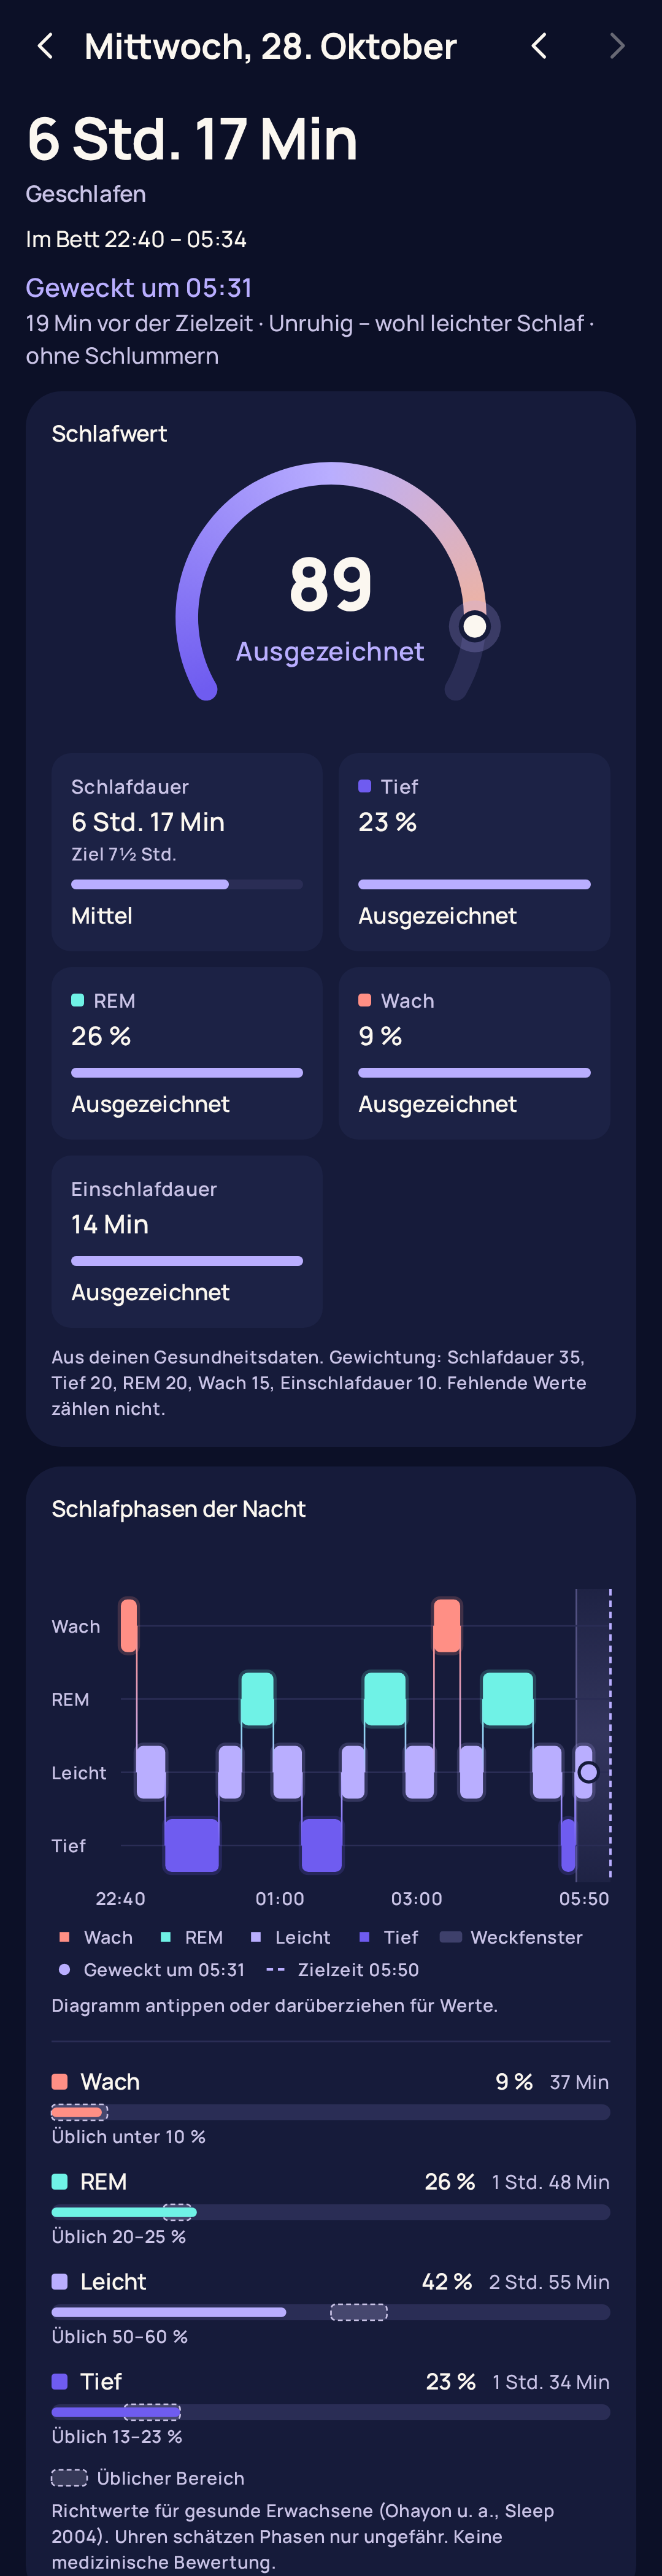 Mittwoch, 28. Oktober
6 Std. 17 Min
Geschlafen
Im Bett 22:40 – 05:34
Geweckt um 05:31
19 Min vor der Zielzeit · Unruhig – wohl leichter Schlaf ·
ohne Schlummern
Schlafwert
89
Ausgezeichnet
Schlafdauer
6 Std. 17 Min
Ziel 7½ Std.
Mittel
Tief
23 %
Ausgezeichnet
REM
26 %
Ausgezeichnet
Wach
9 %
Ausgezeichnet
Einschlafdauer
14 Min
Ausgezeichnet
Aus deinen Gesundheitsdaten. Gewichtung: Schlafdauer 35,
Tief 20, REM 20, Wach 15, Einschlafdauer 10. Fehlende Werte
zählen nicht.
Schlafphasen der Nacht
Wach
REM
Leicht
Tief
22:40 01:00 03:00 05:50
Wach REM Leicht Tief Weckfenster
Geweckt um 05:31 Zielzeit 05:50
Diagramm antippen oder darüberziehen für Werte.
Wach 9 % 37 Min
Üblich unter 10 %
REM 26 % 1 Std. 48 Min
Üblich 20–25 %
Leicht 42 % 2 Std. 55 Min
Üblich 50–60 %
Tief 23 % 1 Std. 34 Min
Üblich 13–23 %
Üblicher Bereich
Richtwerte für gesunde Erwachsene (Ohayon u. a., Sleep
2004). Uhren schätzen Phasen nur ungefähr. Keine
medizinische Bewertung.